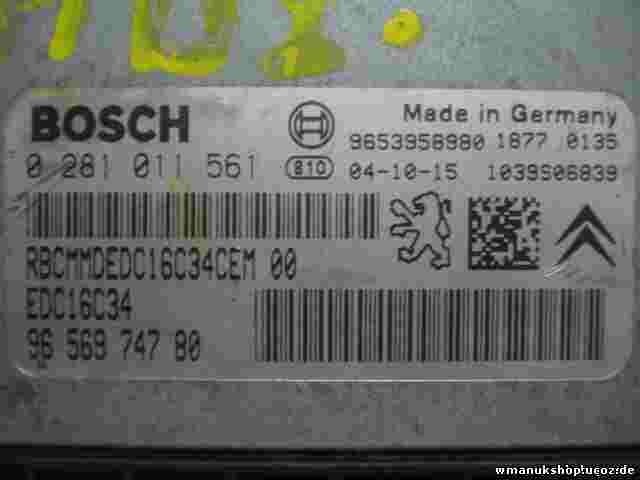 BOSCH
Made in Germany
9653958980 1877 0135
0 281 011 561
810 04-10-15 1039S06839
RBCMMDEDC16C34CEM 00
EDC16C34
96 569 747 80
wmanukshop.ucoz.de